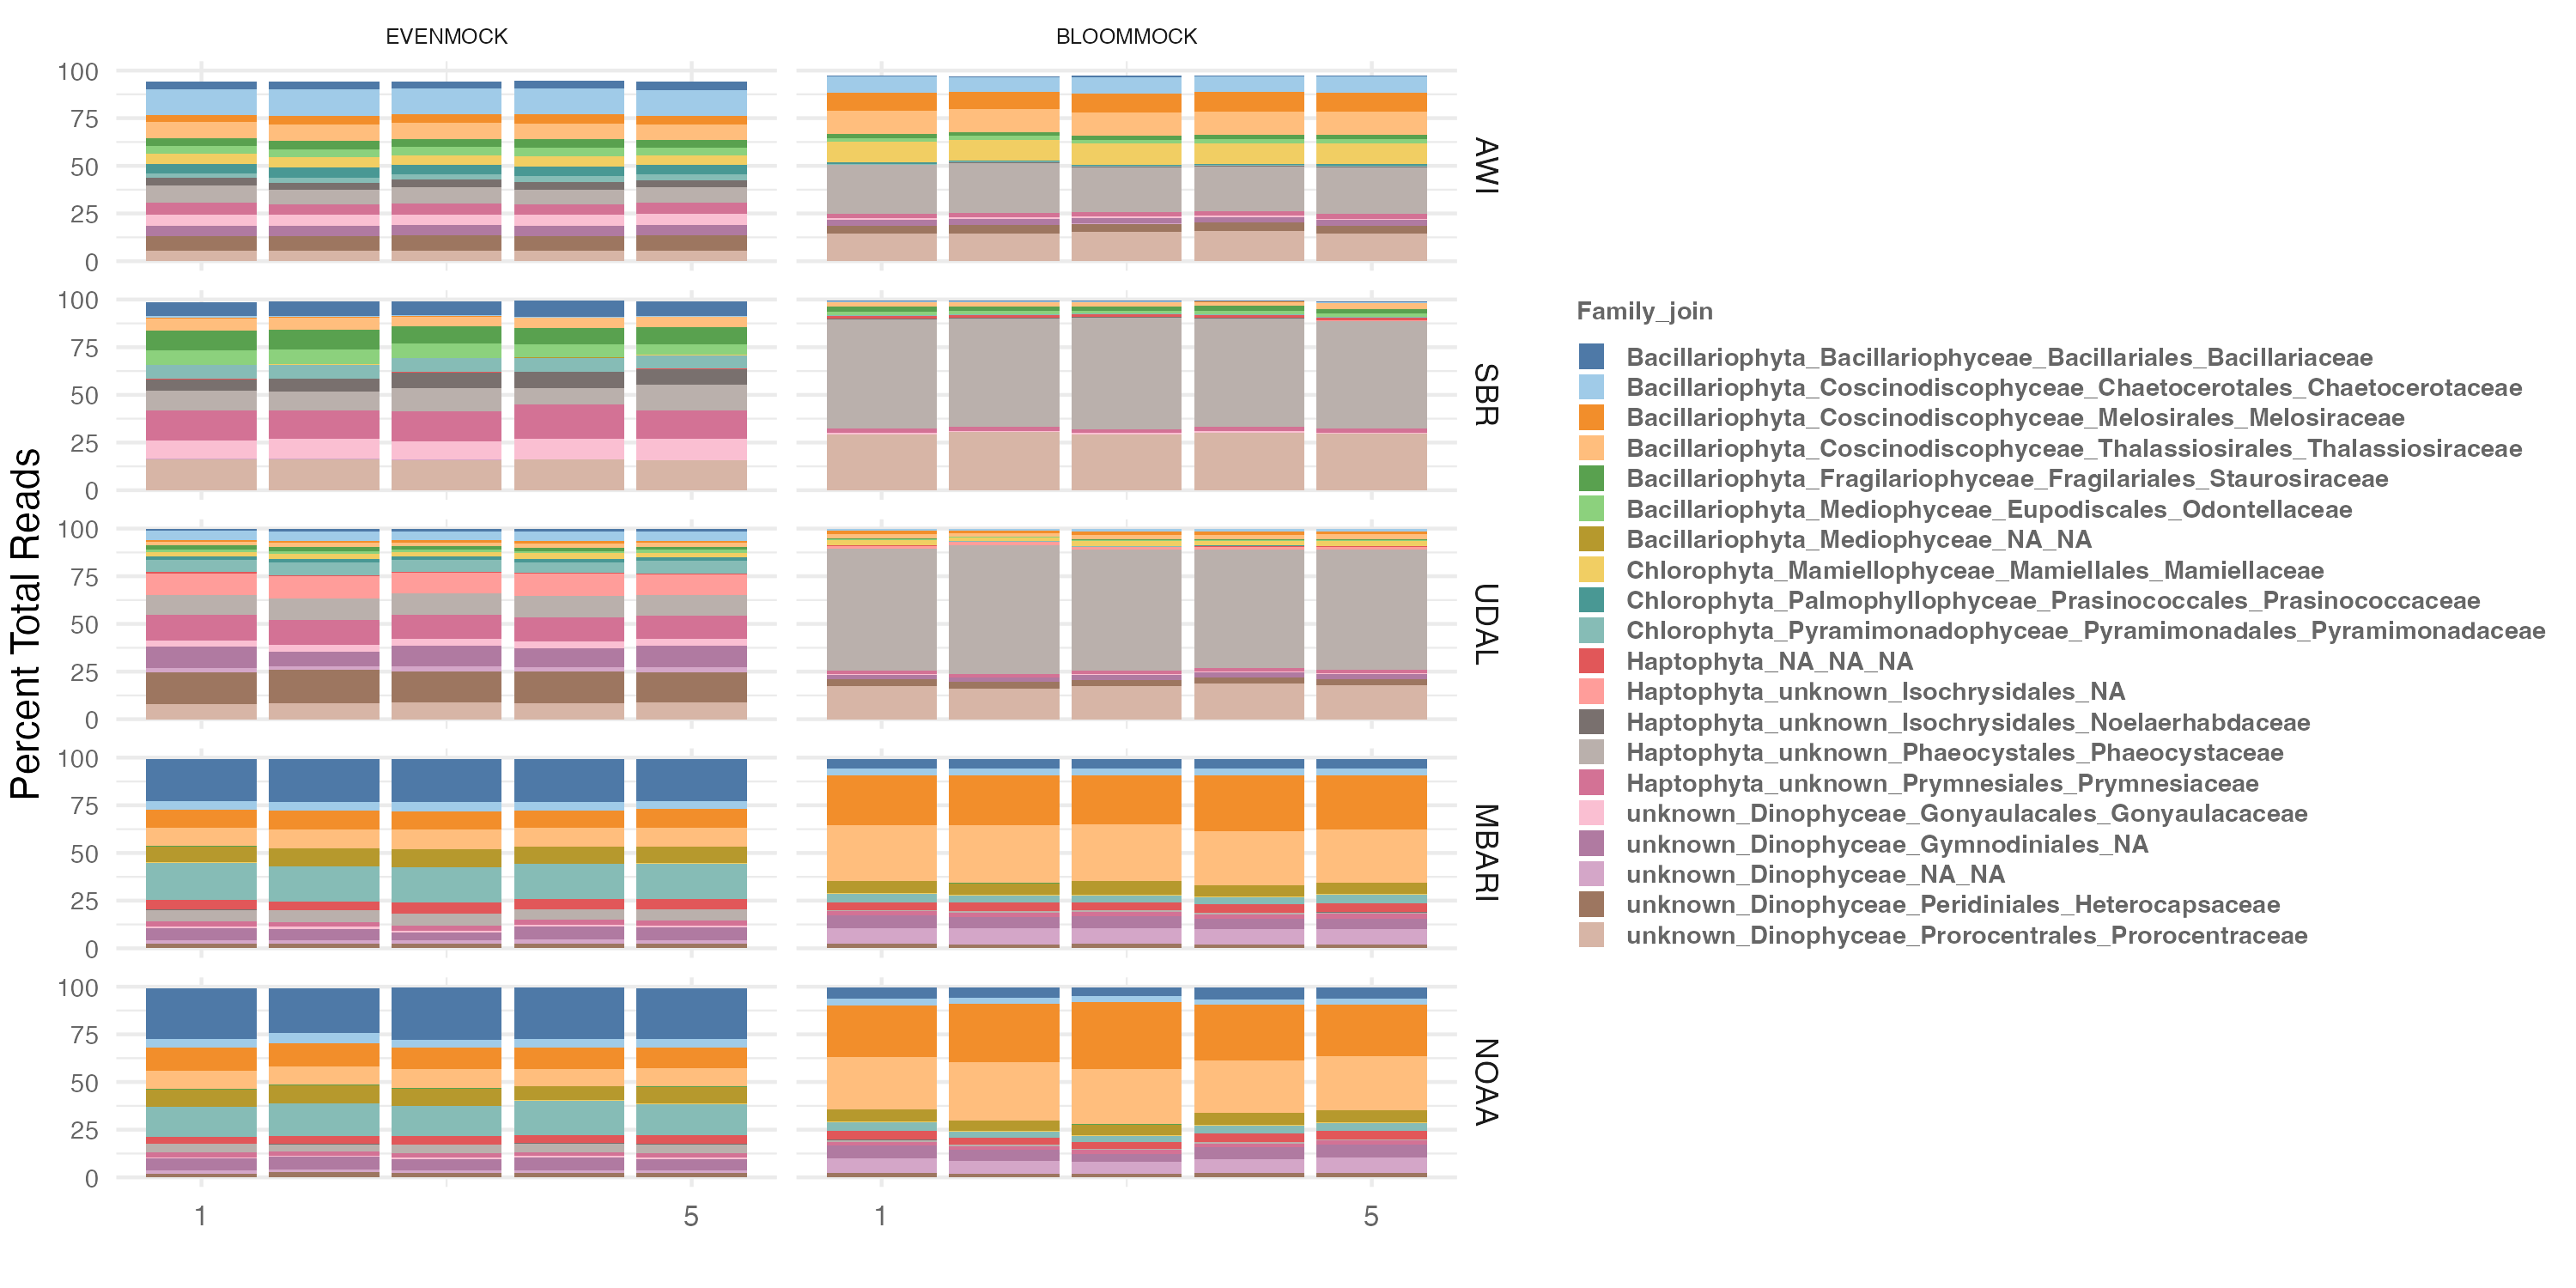 EVENMOCK
BLOOMMOCK
Percent Total Reads
100
75
50
25
0
AWI
100
75
50
25
0
SBR
100
75
50
25
0
UDAL
100
75
50
25
0
MBARI
100
75
50
25
0
NOAA
1
5
1
5
Family_join
Bacillariophyta_Bacillariophyceae_Bacillariales_Bacillariaceae
Bacillariophyta_Coscinodiscophyceae_Chaetocerotales_Chaetocerotaceae
Bacillariophyta_Coscinodiscophyceae_Melosirales_Melosiraceae
Bacillariophyta_Coscinodiscophyceae_Thalassiosirales_Thalassiosiraceae
Bacillariophyta_Fragilariophyceae_Fragilariales_Staurosiraceae
Bacillariophyta_Mediophyceae_Eupodiscales_Odontellaceae
Bacillariophyta_Mediophyceae_NA_NA
Chlorophyta_Mamiellophyceae_Mamiellales_Mamiellaceae
Chlorophyta_Palmophyllophyceae_Prasinococcales_Prasinococcaceae
Chlorophyta_Pyramimonadophyceae_Pyramimonadales_Pyramimonadaceae
Haptophyta_NA_NA_NA
Haptophyta_unknown_Isochrysidales_NA
Haptophyta_unknown_Isochrysidales_Noelaerhabdaceae
Haptophyta_unknown_Phaeocystales_Phaeocystaceae
Haptophyta_unknown_Prymnesiales_Prymnesiaceae
unknown_Dinophyceae_Gonyaulacales_Gonyaulacaceae
unknown_Dinophyceae_Gymnodiniales_NA
unknown_Dinophyceae_NA_NA
unknown_Dinophyceae_Peridiniales_Heterocapsaceae
unknown_Dinophyceae_Prorocentrales_Prorocentraceae